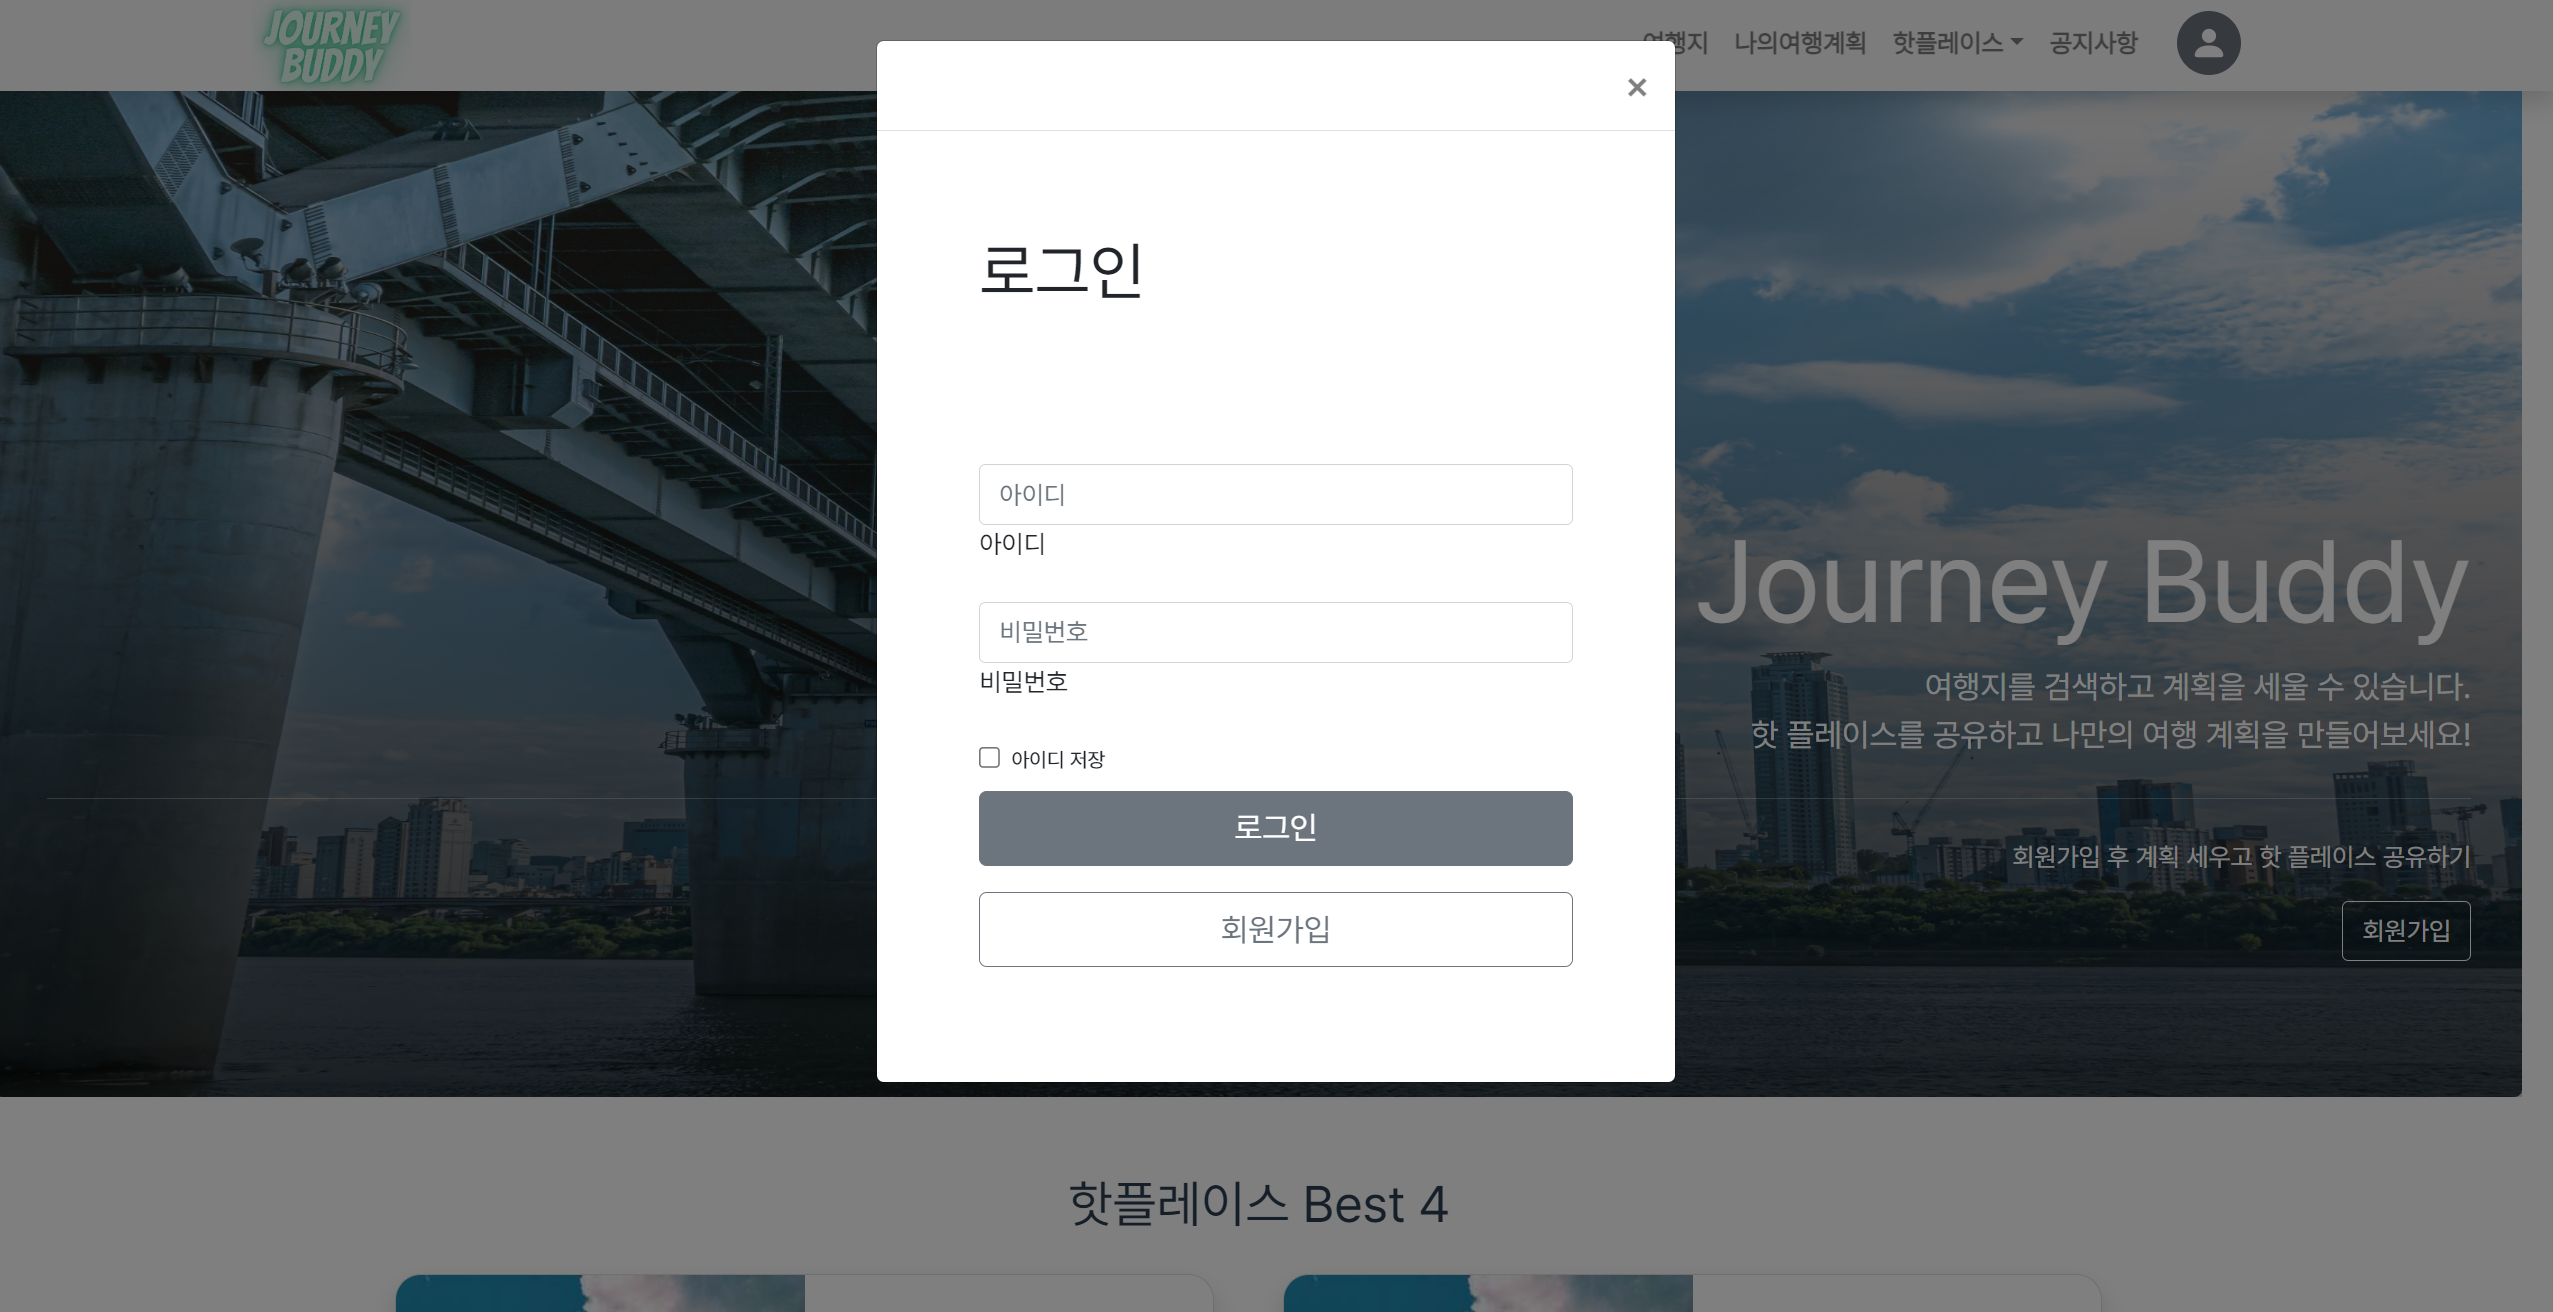 JOURNEY
BUDDY
여행지 나의여행계획 핫플레이스 공지사항
×
로그인
아이디
아이디
비밀번호
비밀번호
아이디 저장
로그인
회원가입
Journey Buddy
여행지를 검색하고 계획을 세울 수 있습니다.
핫 플레이스를 공유하고 나만의 여행 계획을 만들어보세요!
회원가입 후 계획 세우고 핫 플레이스 공유하기
회원가입
핫플레이스 Best 4